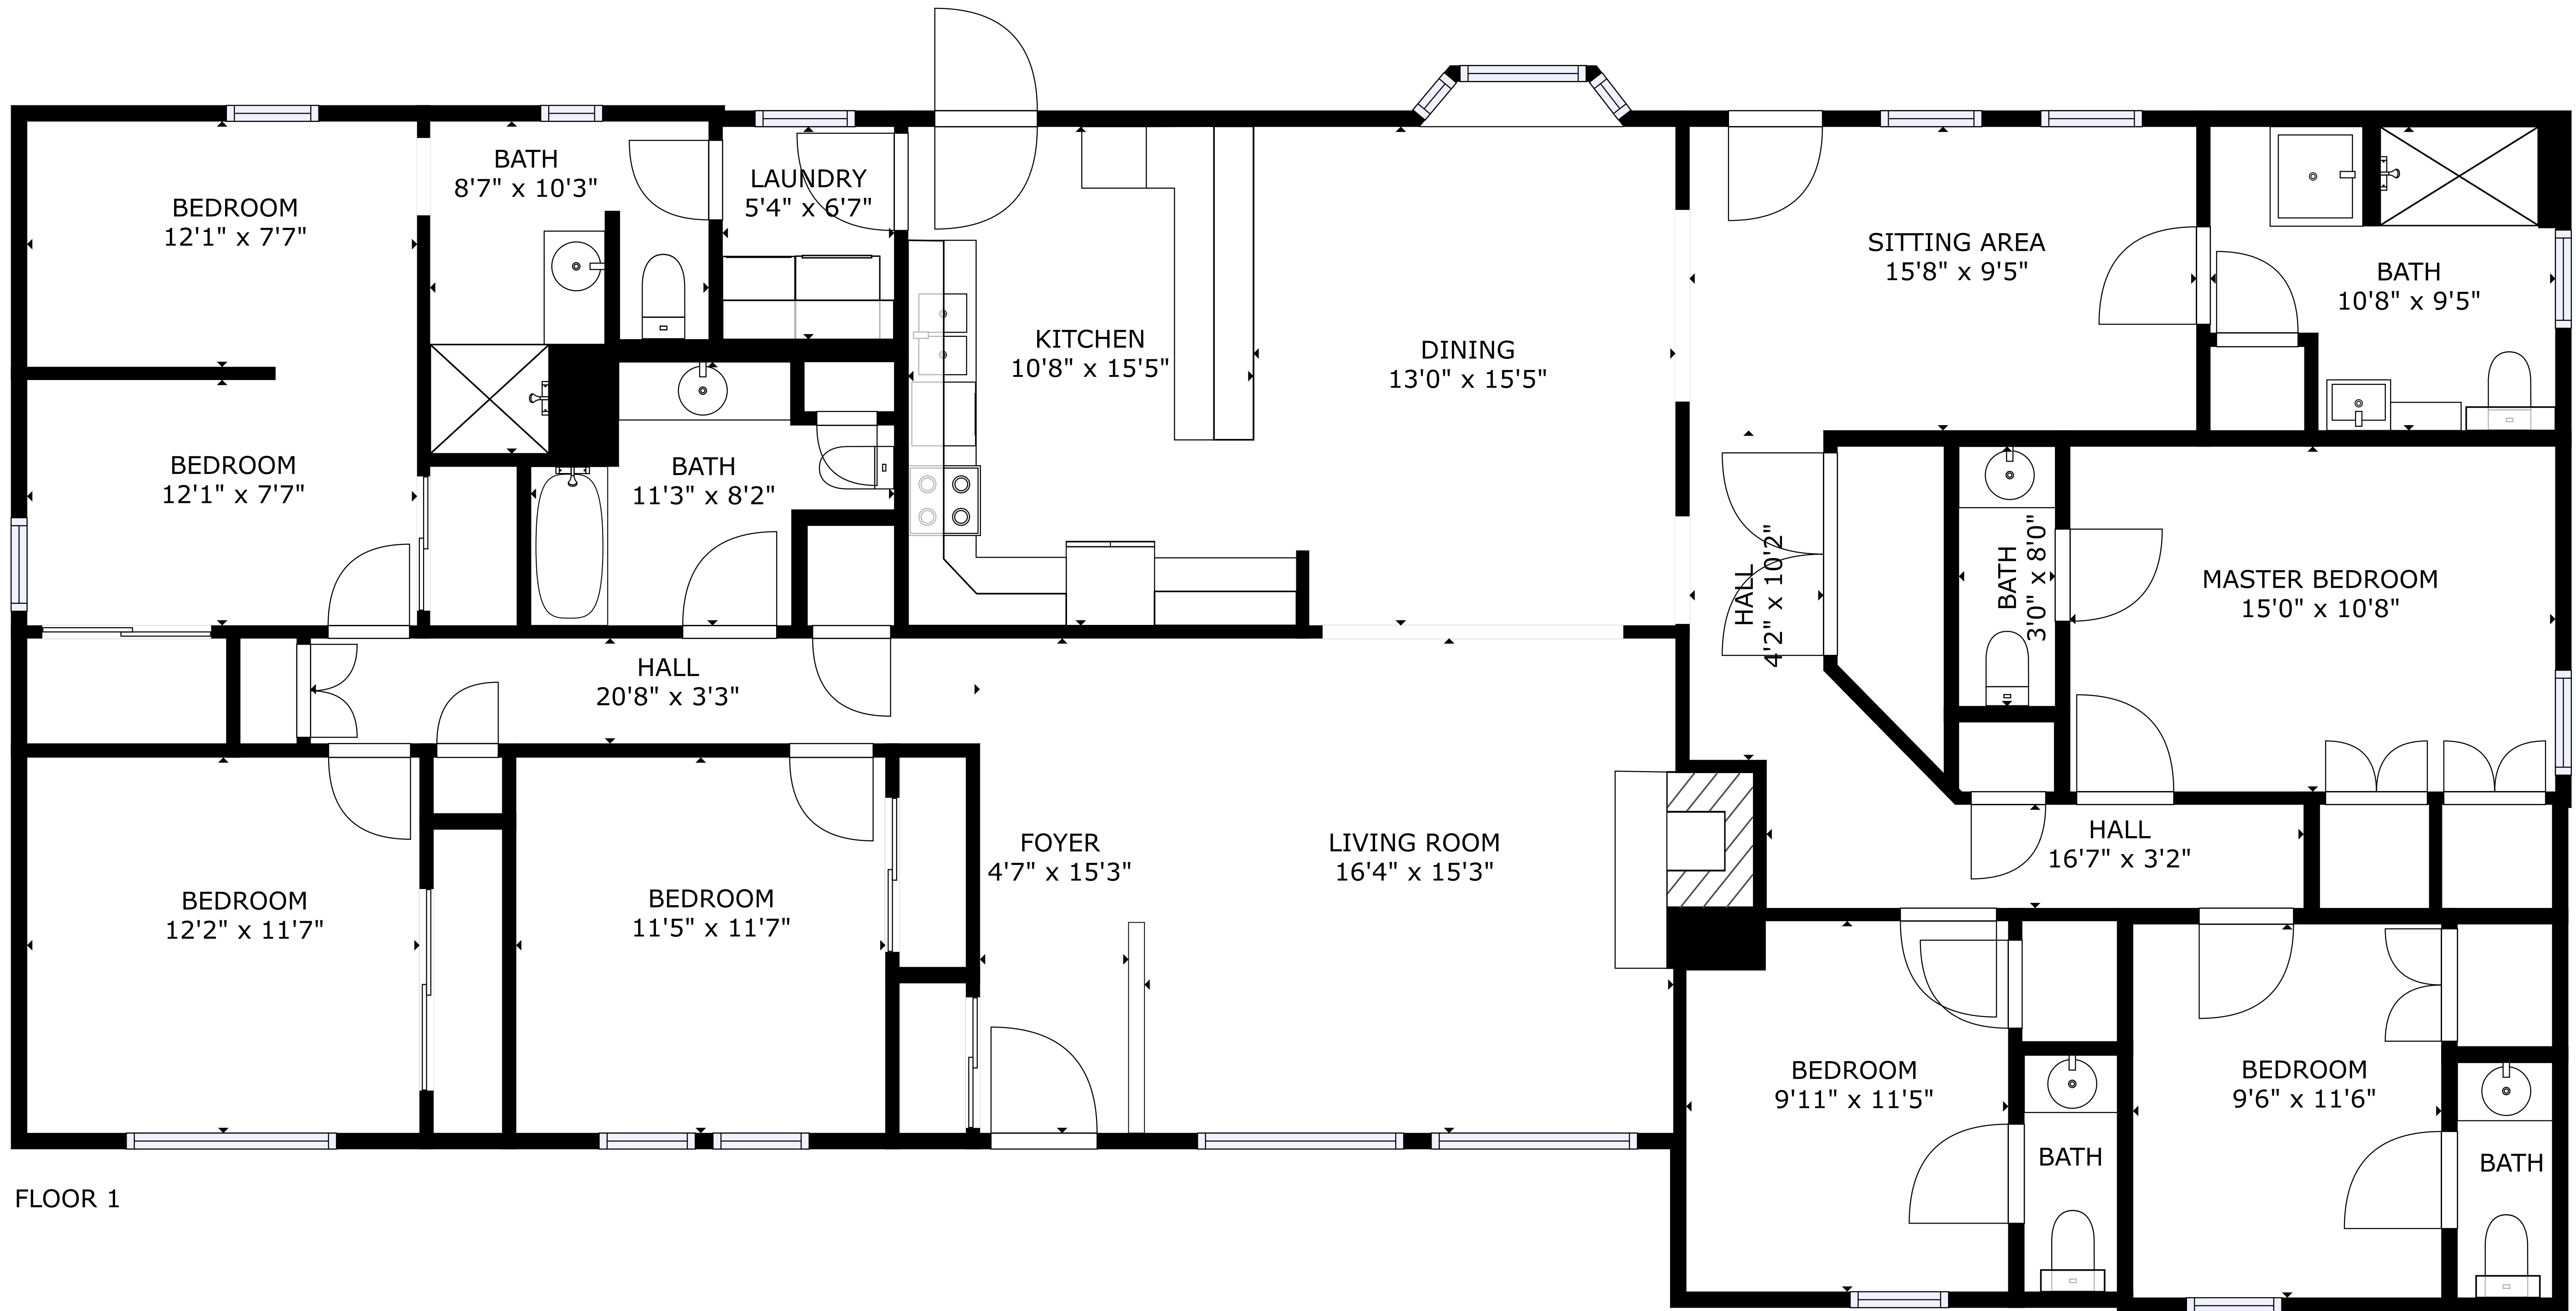 BATH
8'7" x 10'3"
LAUNDRY
5'4" x 6'7"
BEDROOM
12'1" x 7'7"
SITTING AREA
15'8" x 9'5"
BATH
10'8" x 9'5"
KITCHEN
10'8" x 15'5"
DINING
13'0" x 15'5"
BEDROOM
12'1" x 7'7"
BATH
11'3" x 8'2"
HALL
4'2" x 10'2"
BATH
3'0" x 8'0"
MASTER BEDROOM
15'0" x 10'8"
HALL
20'8" x 3'3"
FOYER
4'7" x 15'3"
LIVING ROOM
16'4" x 15'3"
HALL
16'7" x 3'2"
BEDROOM
12'2" x 11'7"
BEDROOM
11'5" x 11'7"
BEDROOM
9'11" x 11'5"
BEDROOM
9'6" x 11'6"
BATH
BATH
FLOOR 1